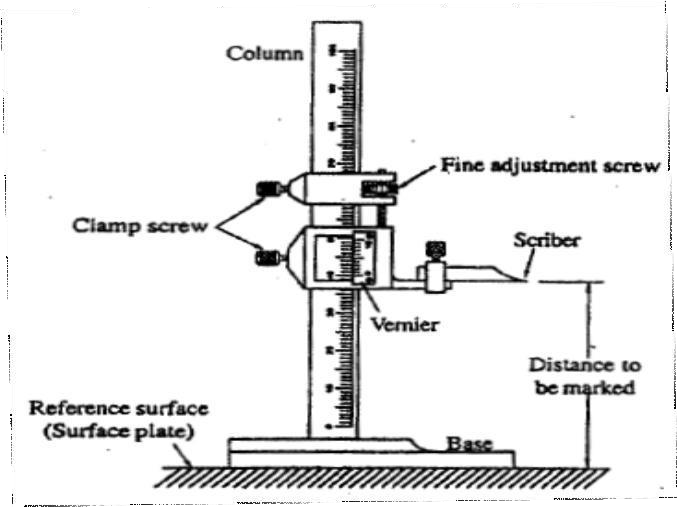 Column
Fine adjustment screw
Clamp screw
Scriber
Vernier
Distance to
be marked
Reference surface
(Surface plate)
Base